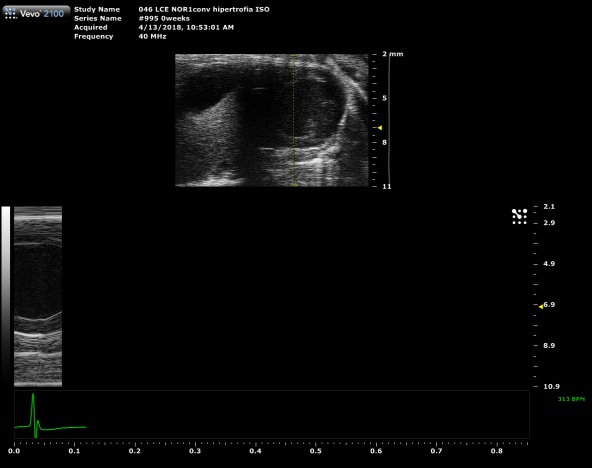 Vevo 2100
Study Name 046 LCE NOR1conv hipertrofia ISO
Series Name #995 0weeks
Acquired 4/13/2018, 10:53:01 AM
Frequency 40 MHz
2 mm
5
8
11
2.1
2.9
4.9
6.9
8.9
10.9
313 BPM
0.0 0.1 0.2 0.3 0.4 0.5 0.6 0.7 0.8